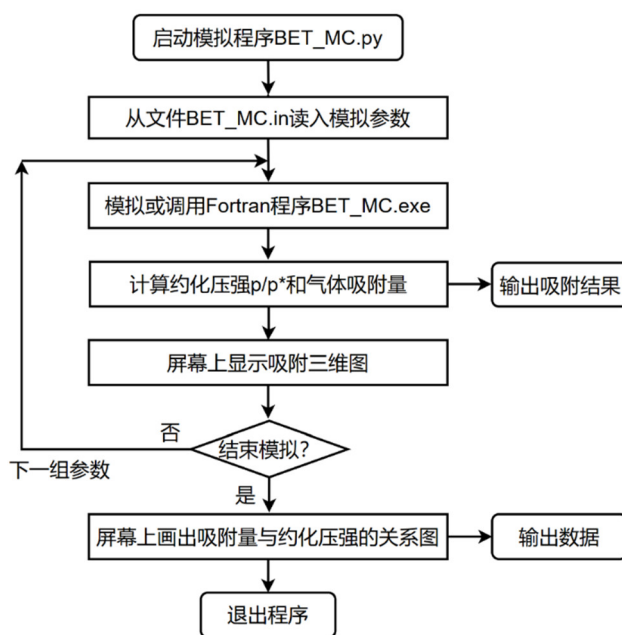 启动模拟程序BET_MC.py
从文件BET_MC.in读入模拟参数
模拟或调用Fortran程序BET_MC.exe
计算约化压强p/p*和气体吸附量
输出吸附结果
屏幕上显示吸附三维图
否
结束模拟?
下一组参数
是
屏幕上画出吸附量与约化压强的关系图
输出数据
退出程序